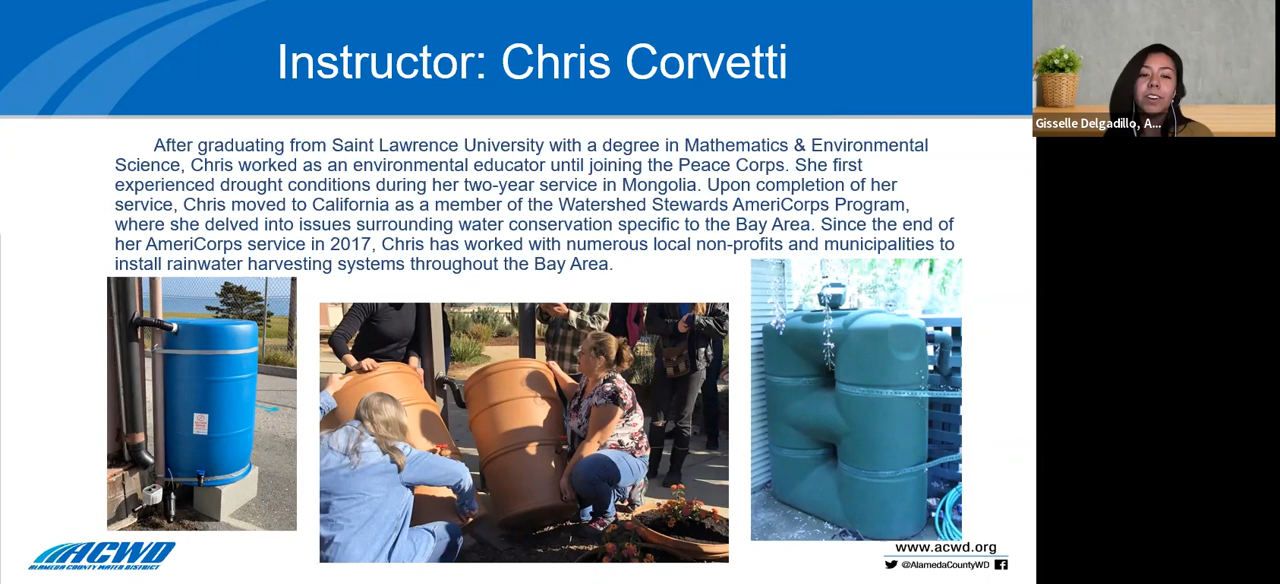 Instructor: Chris Corvetti
Gisselle Delgadillo, A...
After graduating from Saint Lawrence University with a degree in Mathematics & Environmental
Science, Chris worked as an environmental educator until joining the Peace Corps. She first
experienced drought conditions during her two-year service in Mongolia. Upon completion of her
service, Chris moved to California as a member of the Watershed Stewards AmeriCorps Program,
where she delved into issues surrounding water conservation specific to the Bay Area. Since the end of
her AmeriCorps service in 2017, Chris has worked with numerous local non-profits and municipalities to
install rainwater harvesting systems throughout the Bay Area.
ACWD
ALAMEDA COUNTY WATER DISTRICT
www.acwd.org
@AlamedaCountyWD